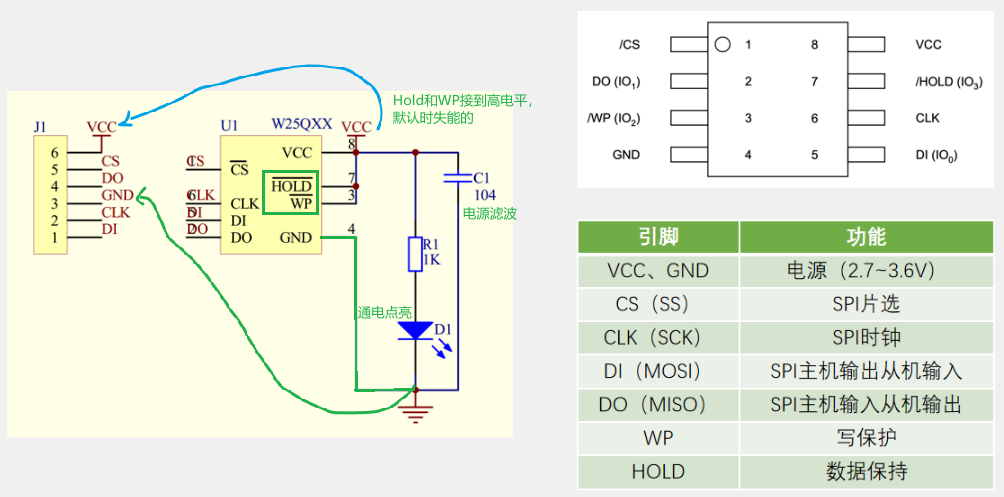 Hold和WP接到高电平，
默认时失能的
J1
VCC
6
5
4
3
2
1
CS
DO
GND
CLK
DI
U1
W25QXX
VCC
CS
CLK
DI
DO
CS
CLK
DI
DO
VCC
HOLD
WP
GND
8
7
3
4
C1
104
电源滤波
R1
1K
通电点亮
D1
/CS
DO (IO₁)
/WP (IO₂)
GND
1
2
3
4
8
7
6
5
VCC
/HOLD (IO₃)
CLK
DI (IO₀)
引脚 功能
VCC、GND 电源（2.7~3.6V）
CS（SS） SPI片选
CLK（SCK） SPI时钟
DI（MOSI） SPI主机输出从机输入
DO（MISO） SPI主机输入从机输出
WP 写保护
HOLD 数据保持